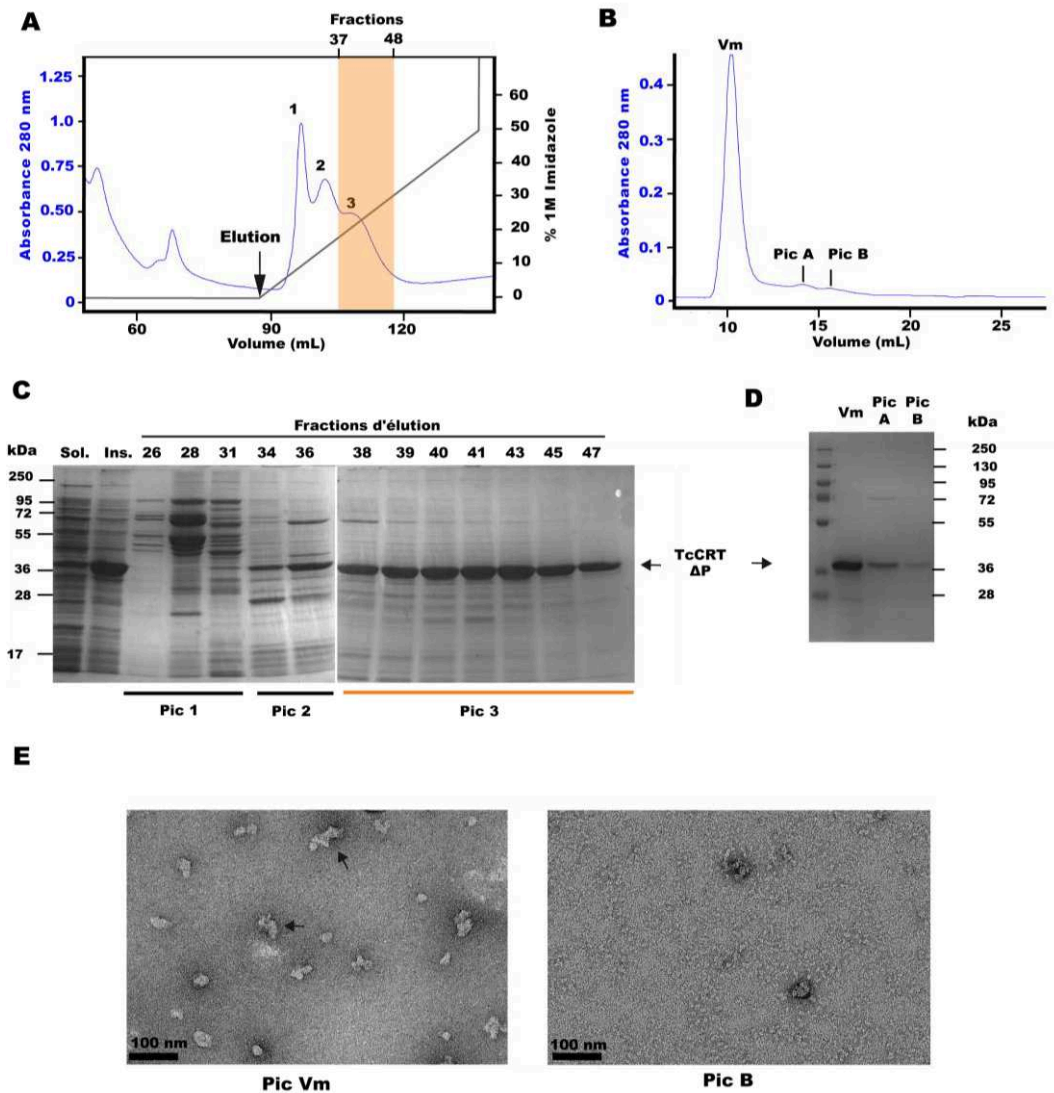 A
Fractions
37 48
Absorbance 280 nm
1.25
1.0
0.75
0.50
0.25
0
1
2
3
Elution
60
50
40
30
20
10
0
% 1M Imidazole
60 90 120
Volume (mL)
B
Vm
Absorbance 280 nm
0.4
0.3
0.2
0.1
0
Pic A Pic B
10 15 20 25
Volume (mL)
C
Fractions d'élution
kDa Sol. Ins. 26 28 31 34 36 38 39 40 41 43 45 47
250
95
72
55
36
28
17
Pic 1 Pic 2 Pic 3
TcCRT
ΔP
D
Vm Pic A Pic B
kDa
250
130
95
72
55
36
28
E
100 nm
Pic Vm
100 nm
Pic B